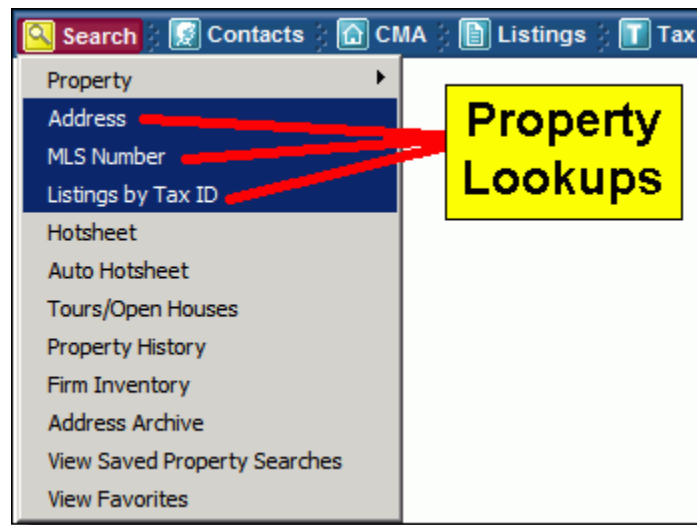 Search Contacts CMA Listings T Tax
Property
Address
MLS Number
Listings by Tax ID
Hotsheet
Auto Hotsheet
Tours/Open Houses
Property History
Firm Inventory
Address Archive
View Saved Property Searches
View Favorites
Property
Lookups